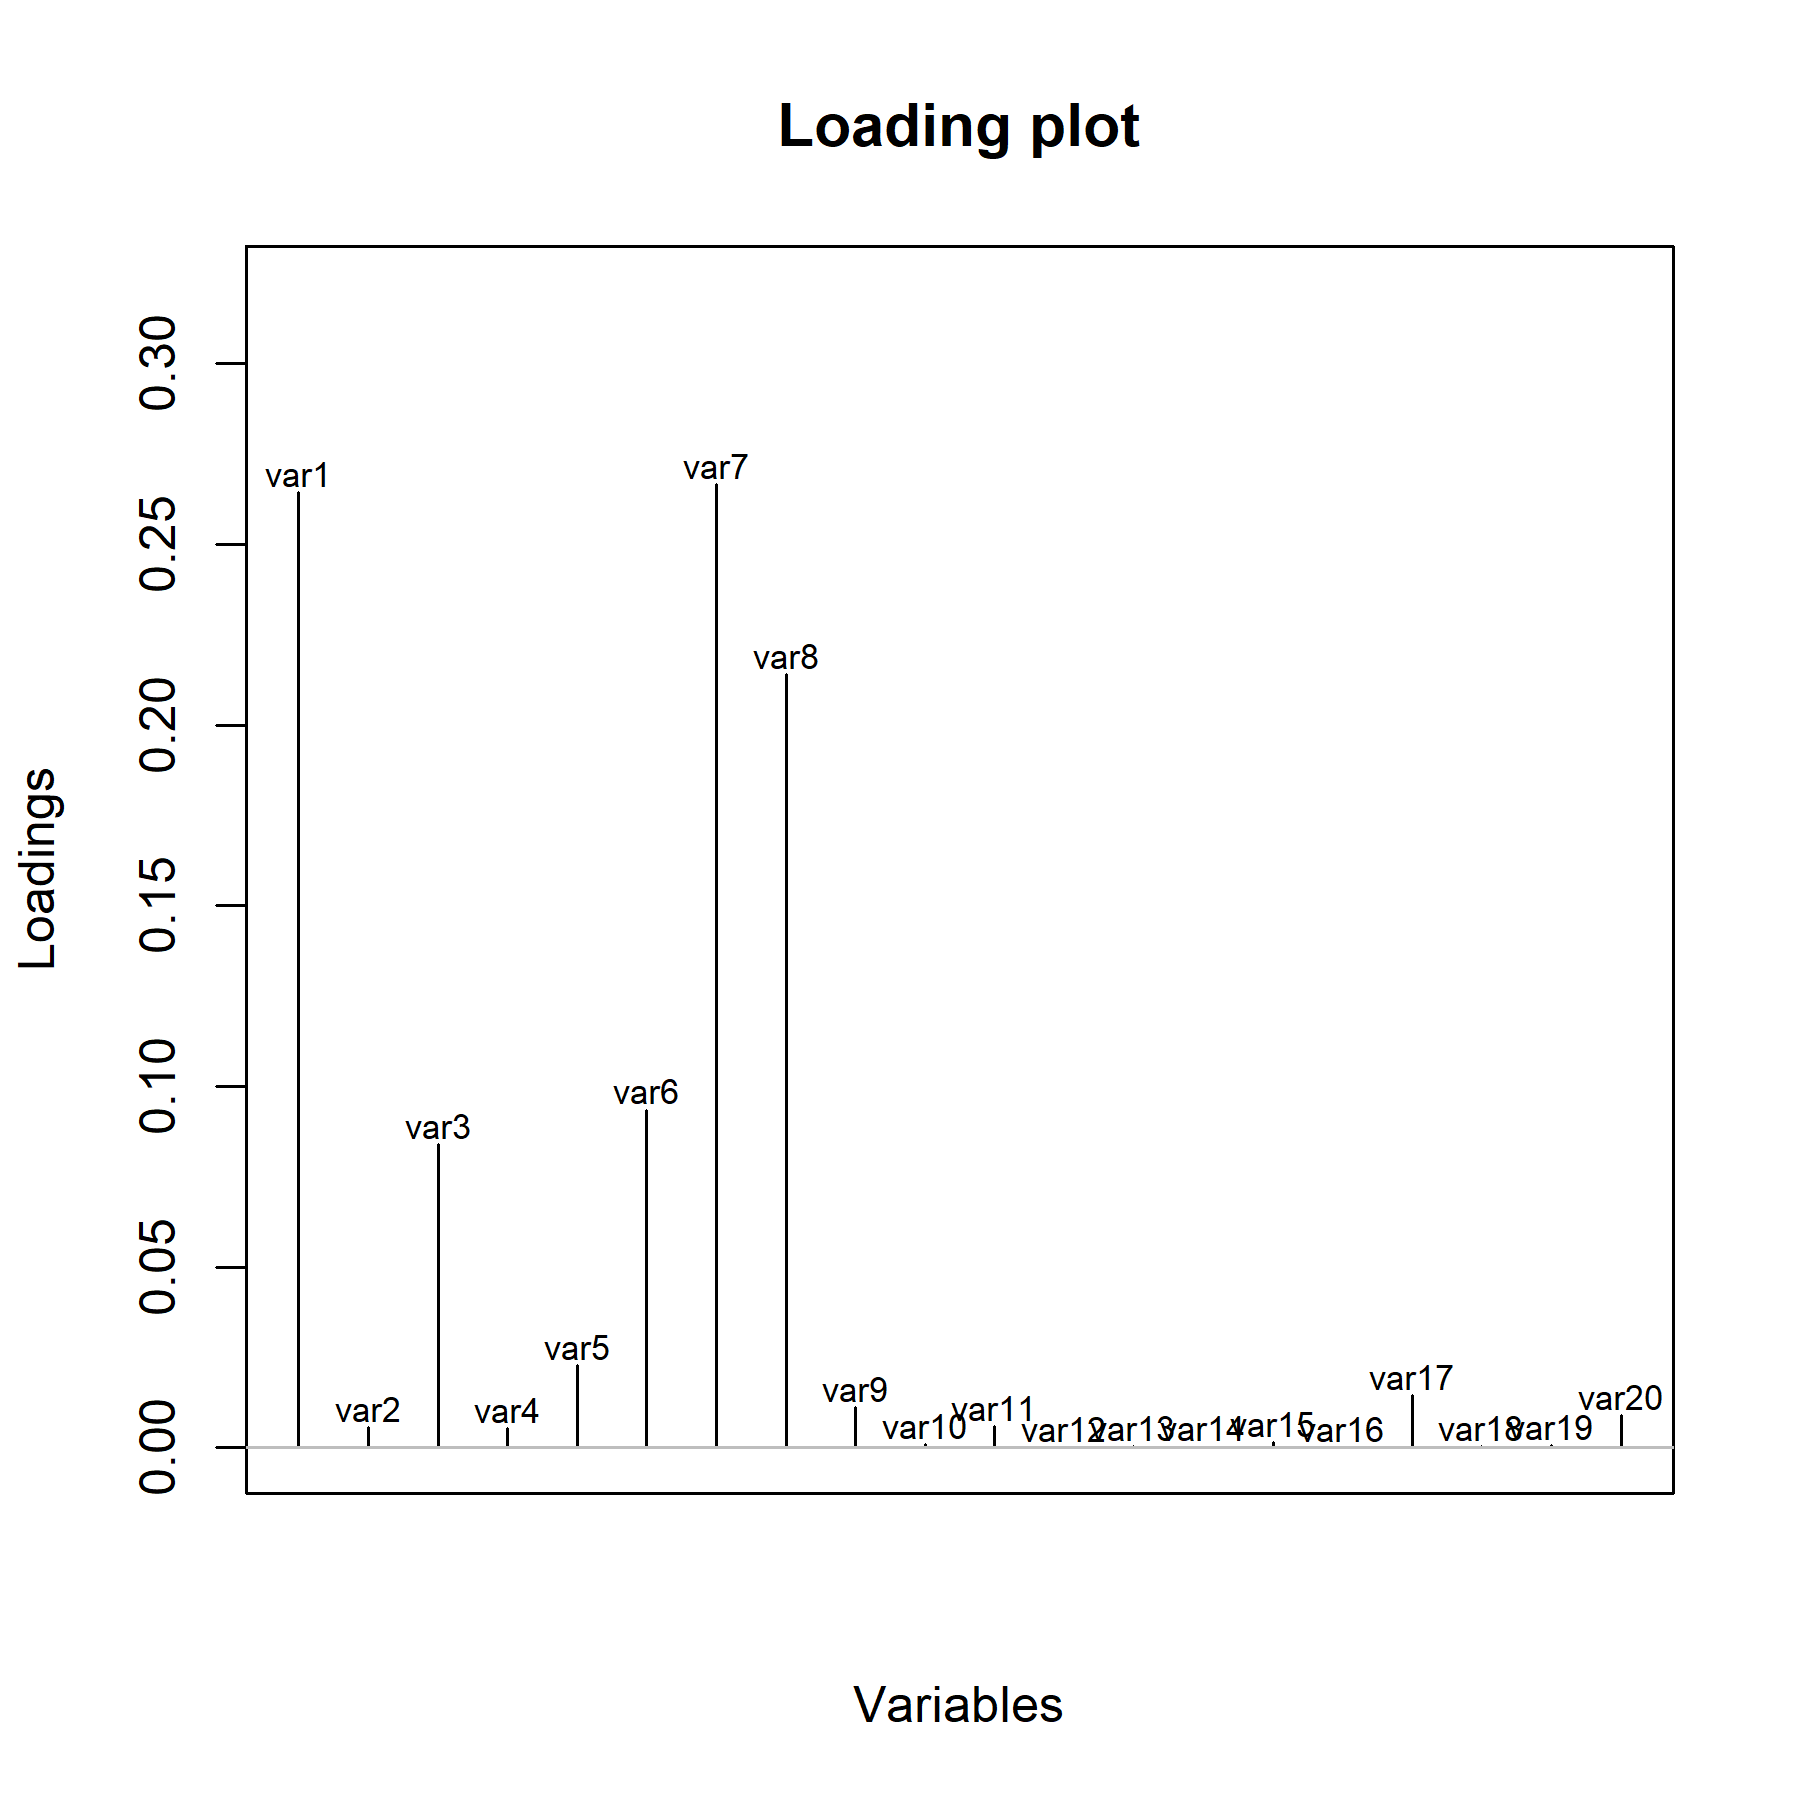 Loading plot
Loadings
0.30
0.25
0.20
0.15
0.10
0.05
0.00
var1
var2
var3
var4
var5
var6
var7
var8
var9
var10
var11
var12
var13
var14
var15
var16
var17
var18
var19
var20
Variables